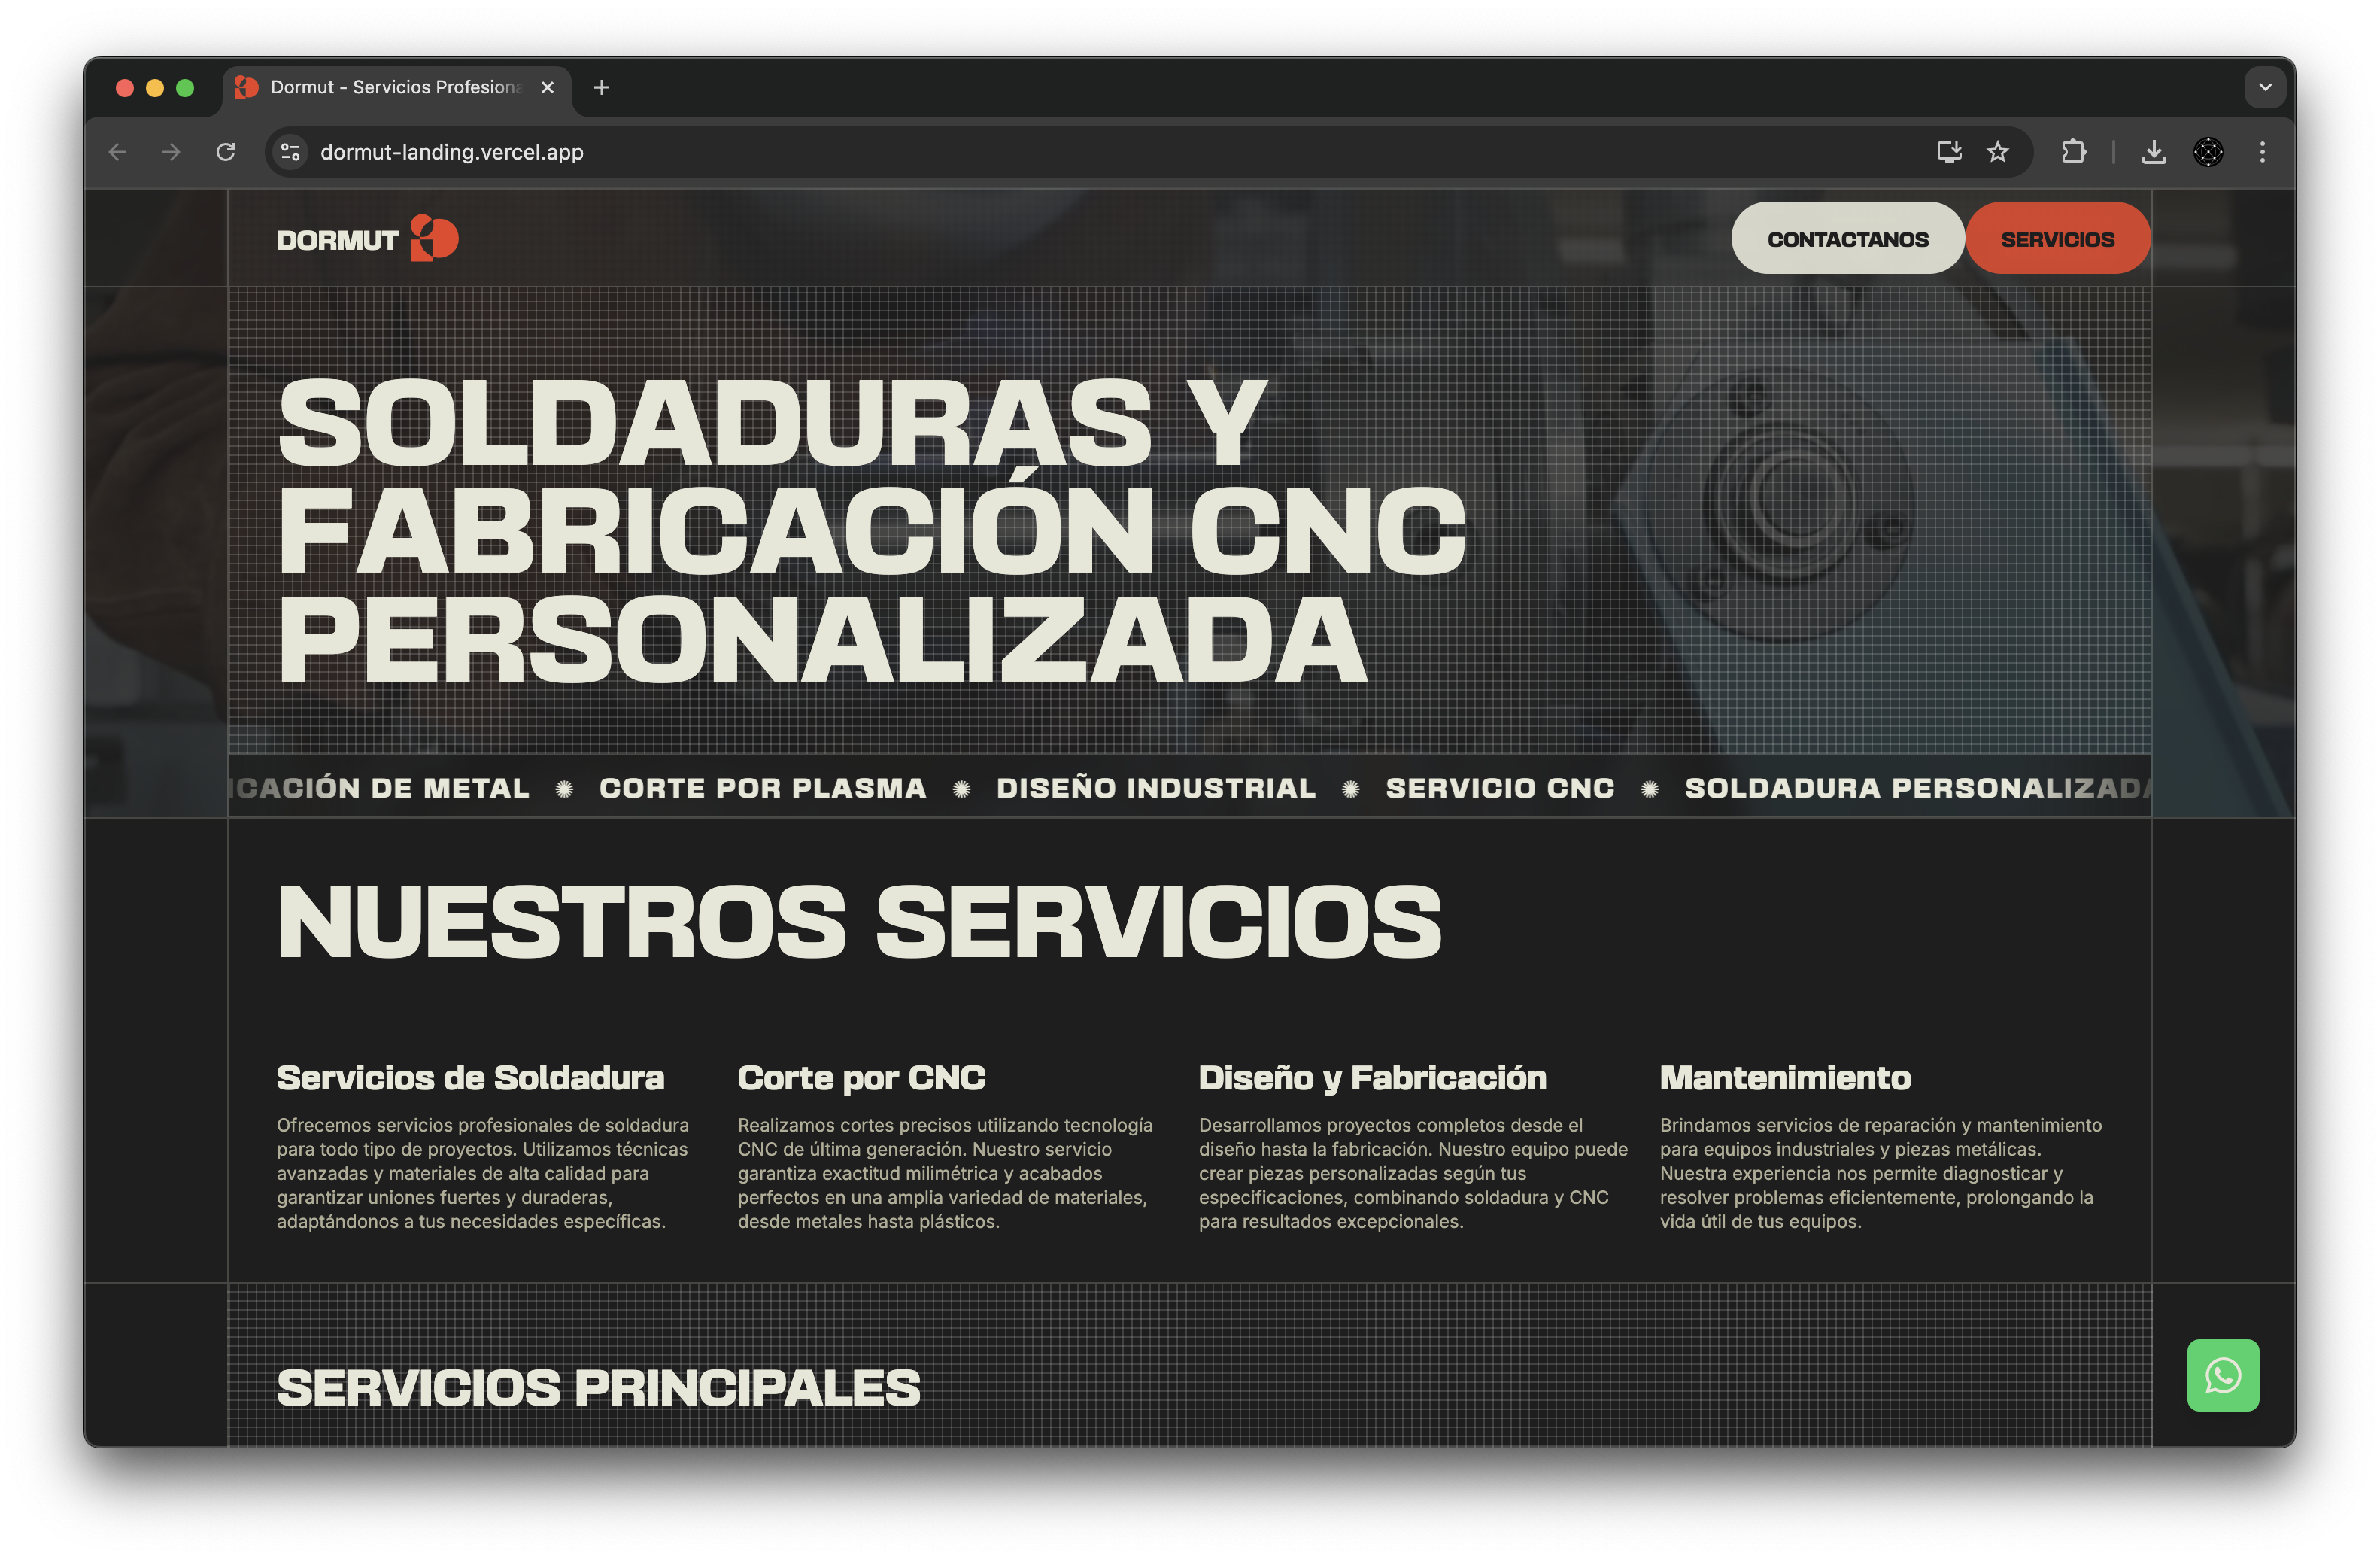 Dormut - Servicios Profesiona
dormut-landing.vercel.app
DORMUT
CONTACTANOS
SERVICIOS
SOLDADURAS Y
FABRICACIÓN CNC
PERSONALIZADA
ICACIÓN DE METAL ✺ CORTE POR PLASMA ✺ DISEÑO INDUSTRIAL ✺ SERVICIO CNC ✺ SOLDADURA PERSONALIZADA
NUESTROS SERVICIOS
Servicios de Soldadura
Ofrecemos servicios profesionales de soldadura
para todo tipo de proyectos. Utilizamos técnicas
avanzadas y materiales de alta calidad para
garantizar uniones fuertes y duraderas,
adaptándonos a tus necesidades específicas.
Corte por CNC
Realizamos cortes precisos utilizando tecnología
CNC de última generación. Nuestro servicio
garantiza exactitud milimétrica y acabados
perfectos en una amplia variedad de materiales,
desde metales hasta plásticos.
Diseño y Fabricación
Desarrollamos proyectos completos desde el
diseño hasta la fabricación. Nuestro equipo puede
crear piezas personalizadas según tus
especificaciones, combinando soldadura y CNC
para resultados excepcionales.
Mantenimiento
Brindamos servicios de reparación y mantenimiento
para equipos industriales y piezas metálicas.
Nuestra experiencia nos permite diagnosticar y
resolver problemas eficientemente, prolongando la
vida útil de tus equipos.
SERVICIOS PRINCIPALES